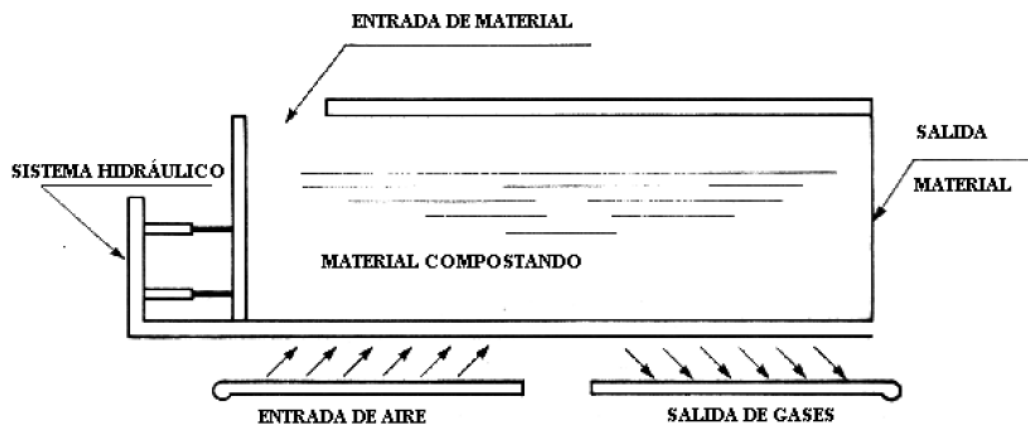 ENTRADA DE MATERIAL
SALIDA
MATERIAL
SISTEMA HIDRÁULICO
MATERIAL COMPOSTANDO
ENTRADA DE AIRE
SALIDA DE GASES